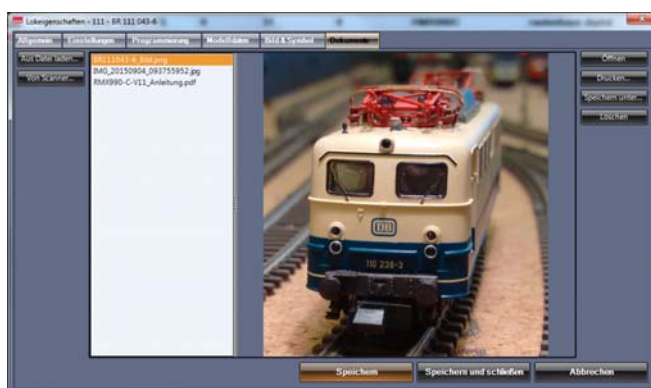 Lokeigenschaften - 111 - BR 111 043-6
Allgemein Einstellungen Programmierung Modelldaten Bild & Symbol Dokumente
Aus Datei laden...
Von Scanner...
BR111043-6_Bild.png
IMG_20150904_093755952.jpg
RMX990-C-V11_Anleitung.pdf
Öffnen
Drucken...
Speichern unter...
Löschen
DB
110 238-3
Speichern Speichern und schließen Abbrechen